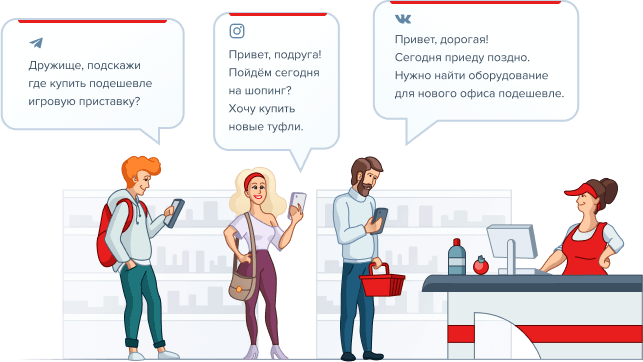 Дружище, подскажи
где купить подешевле
игровую приставку?
Привет, подруга!
Пойдём сегодня
на шопинг?
Хочу купить
новые туфли.
Привет, дорогая!
Сегодня приеду поздно.
Нужно найти оборудование
для нового офиса подешевле.